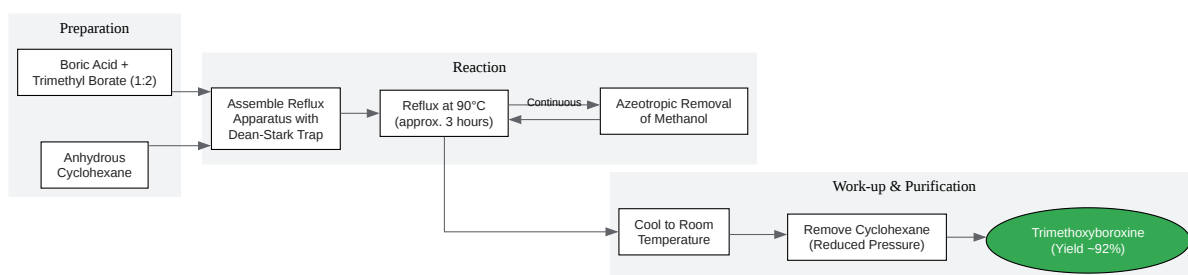 Preparation
Boric Acid +
Trimethyl Borate (1:2)
Anhydrous
Cyclohexane
Reaction
Assemble Reflux
Apparatus with
Dean-Stark Trap
Reflux at 90°C
(approx. 3 hours)
Continuous
Azeotropic Removal
of Methanol
Work-up & Purification
Cool to Room
Temperature
Remove Cyclohexane
(Reduced Pressure)
Trimethoxyboroxine
(Yield ~92%)